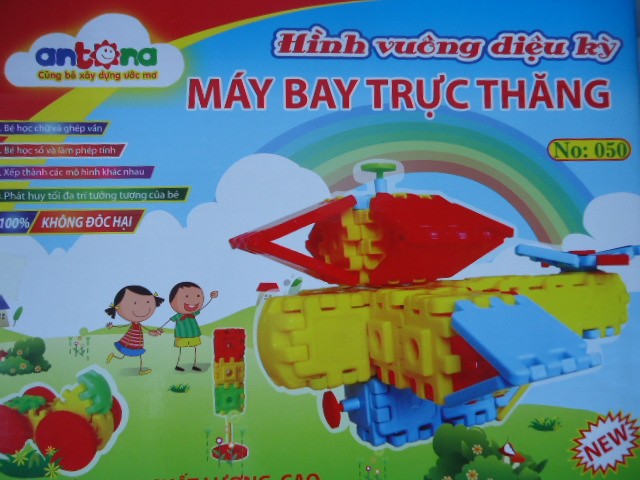 antona
Cùng bé xây dựng ước mơ
Hình vuông diệu kỳ
MÁY BAY TRỰC THĂNG
No: 050
. Bé học chữ và ghép vần
. Bé học số và làm phép tính
. Xếp thành các mô hình khác nhau
. Phát huy tối đa trí tưởng tượng của bé
100% KHÔNG ĐỘC HẠI
NEW
LƯỢNG CAO